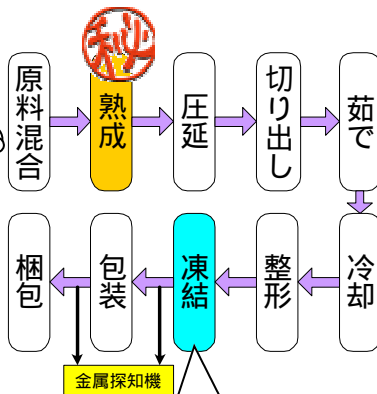 秘
原料混合
熟成
圧延
切り出し
茹で
冷却
整形
凍結
包装
梱包
金属探知機